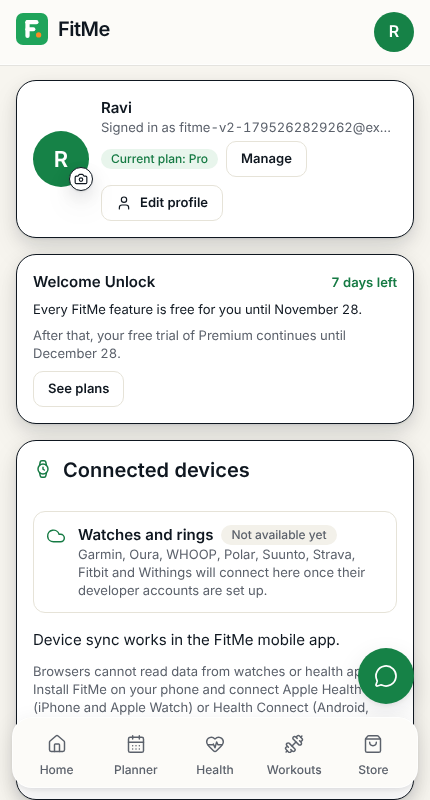 FitMe
R
Ravi
Signed in as fitme-v2-1795262829262@ex...
R
Current plan: Pro
Manage
Edit profile
Welcome Unlock
7 days left
Every FitMe feature is free for you until November 28.
After that, your free trial of Premium continues until
December 28.
See plans
Connected devices
Watches and rings
Not available yet
Garmin, Oura, WHOOP, Polar, Suunto, Strava,
Fitbit and Withings will connect here once their
developer accounts are set up.
Device sync works in the FitMe mobile app.
Browsers cannot read data from watches or health
Install FitMe on your phone and connect Apple Health
(iPhone and Apple Watch) or Health Connect (Android,
Home
Planner
Health
Workouts
Store